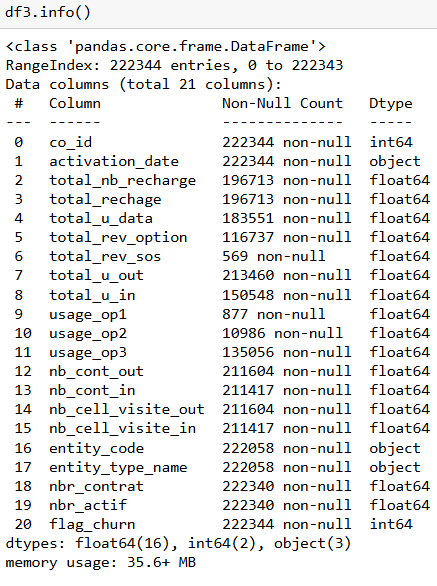 df3.info()
<class 'pandas.core.frame.DataFrame'>
RangeIndex: 222344 entries, 0 to 222343
Data columns (total 21 columns):
 #   Column              Non-Null Count   Dtype
---  ------              --------------   -----
 0   co_id               222344 non-null  int64
 1   activation_date     222344 non-null  object
 2   total_nb_recharge   196713 non-null  float64
 3   total_rechage       196713 non-null  float64
 4   total_u_data        183551 non-null  float64
 5   total_rev_option    116737 non-null  float64
 6   total_rev_sos       569 non-null     float64
 7   total_u_out         213460 non-null  float64
 8   total_u_in          150548 non-null  float64
 9   usage_op1           877 non-null     float64
 10  usage_op2           10986 non-null   float64
 11  usage_op3           135056 non-null  float64
 12  nb_cont_out         211604 non-null  float64
 13  nb_cont_in          211417 non-null  float64
 14  nb_cell_visite_out  211604 non-null  float64
 15  nb_cell_visite_in   211417 non-null  float64
 16  entity_code         222058 non-null  object
 17  entity_type_name    222058 non-null  object
 18  nbr_contrat         222340 non-null  float64
 19  nbr_actif           222340 non-null  float64
 20  flag_churn          222344 non-null  int64
dtypes: float64(16), int64(2), object(3)
memory usage: 35.6+ MB